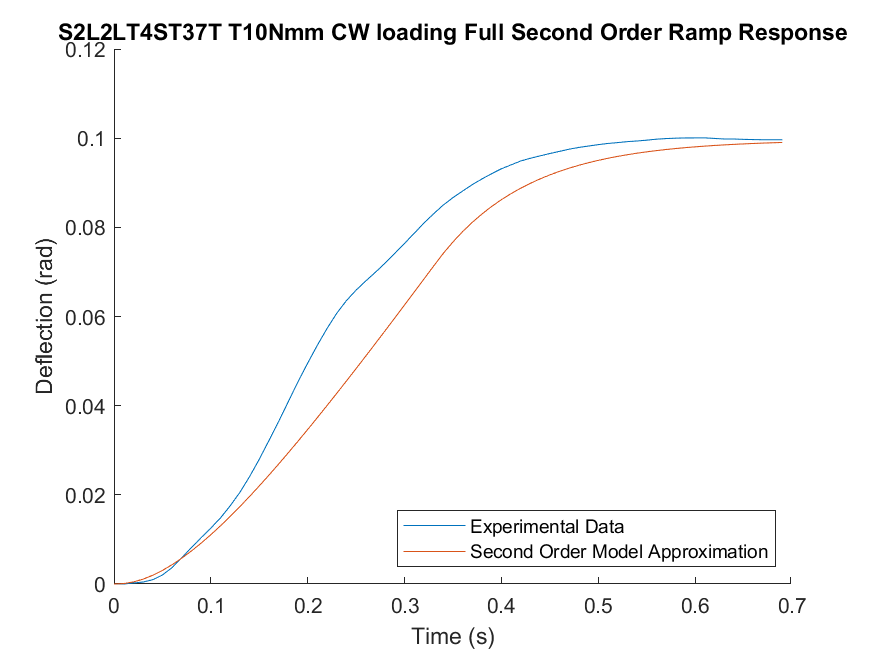 S2L2LT4ST37T T10Nmm CW loading Full Second Order Ramp Response
0.12
0.1
0.08
0.06
0.04
0.02
0
Deflection (rad)
Experimental Data
Second Order Model Approximation
0 0.1 0.2 0.3 0.4 0.5 0.6 0.7
Time (s)